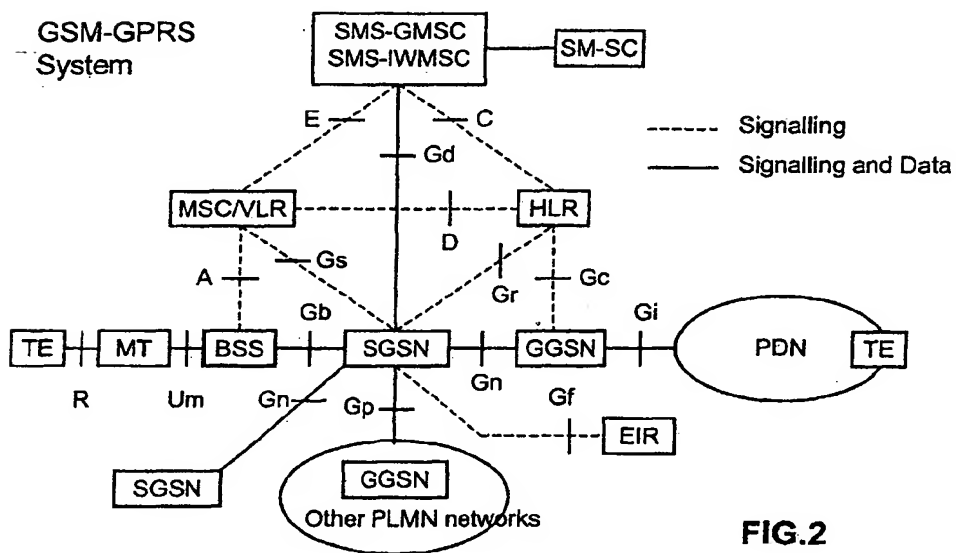 GSM-GPRS
System
SMS-GMSC
SMS-IWMSC
SM-SC
E
C
Gd
Signalling
Signalling and Data
MSC/VLR
HLR
D
A
Gs
Gr
Gc
Gb
Gi
TE
MT
BSS
SGSN
GGSN
PDN
TE
R
Um
Gn
Gp
Gn
Gf
EIR
SGSN
GGSN
Other PLMN networks
FIG.2